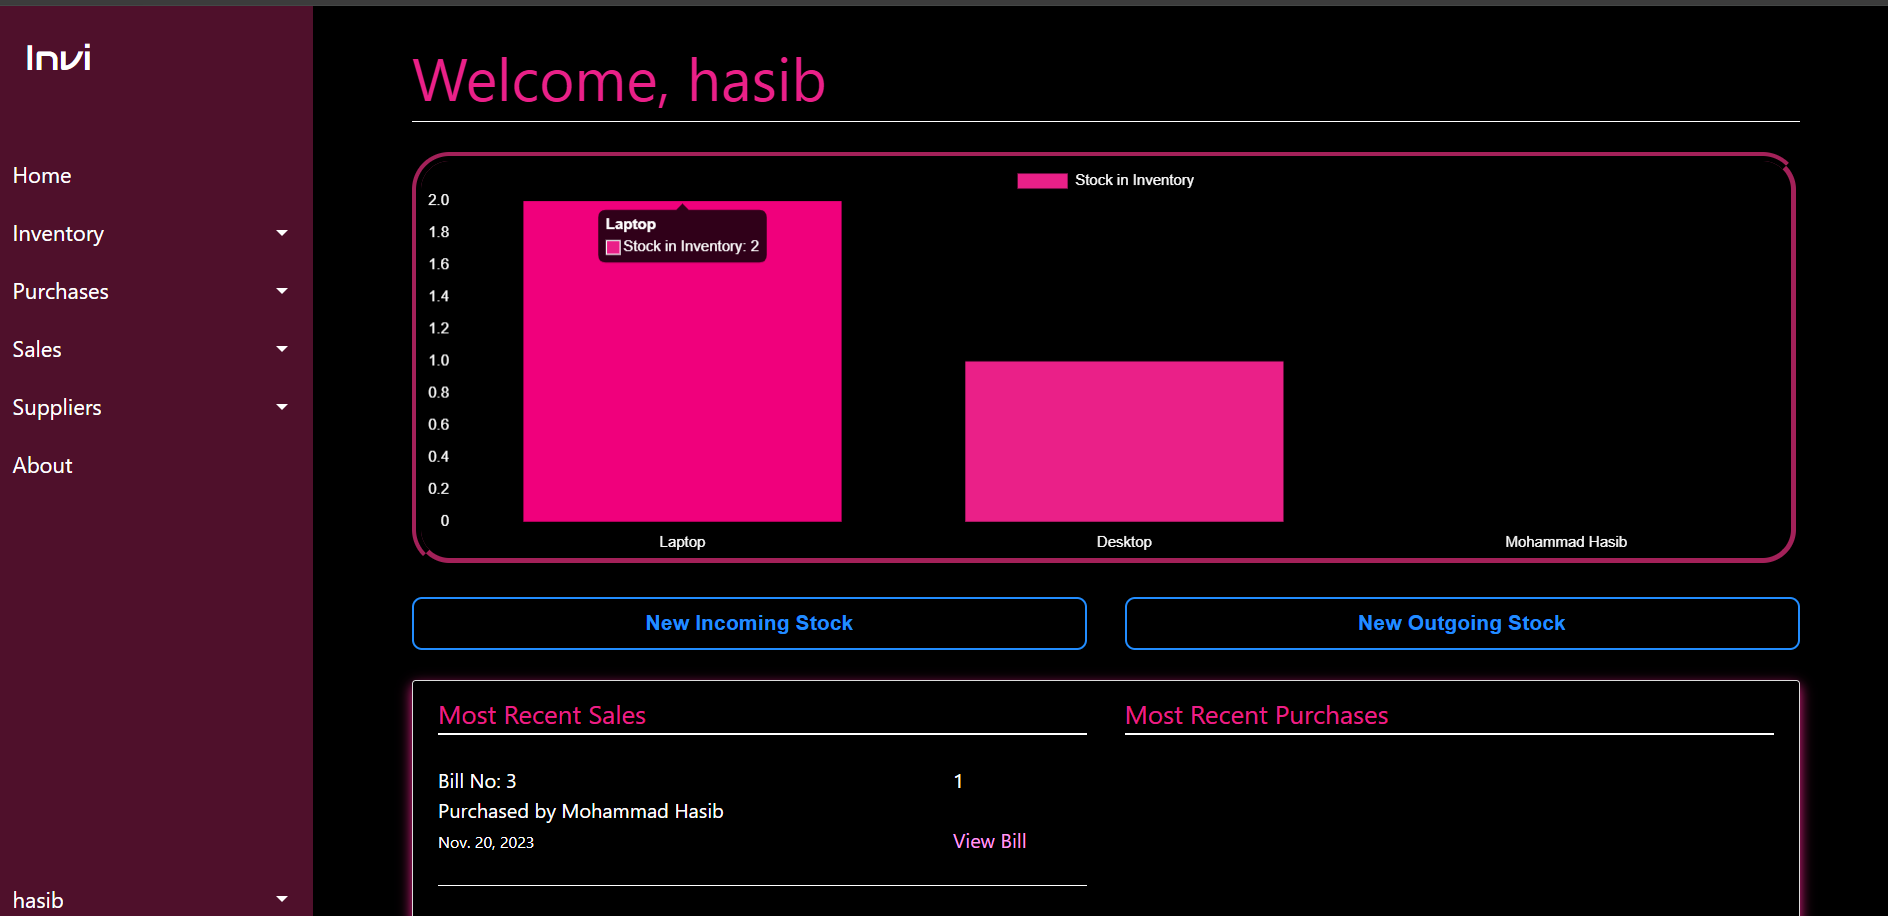 Invi
Home
Inventory
Purchases
Sales
Suppliers
About
hasib
Welcome, hasib
Stock in Inventory
2.0
1.8
1.6
1.4
1.2
1.0
0.8
0.6
0.4
0.2
0
Laptop
Stock in Inventory: 2
Laptop Desktop Mohammad Hasib
New Incoming Stock
New Outgoing Stock
Most Recent Sales
Bill No: 3 1
Purchased by Mohammad Hasib
Nov. 20, 2023 View Bill
Most Recent Purchases